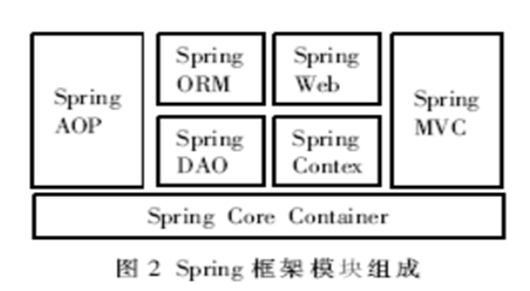 Spring
AOP
Spring
ORM
Spring
Web
Spring
MVC
Spring
DAO
Spring
Contex
Spring Core Container
图 2 Spring 框架模块组成